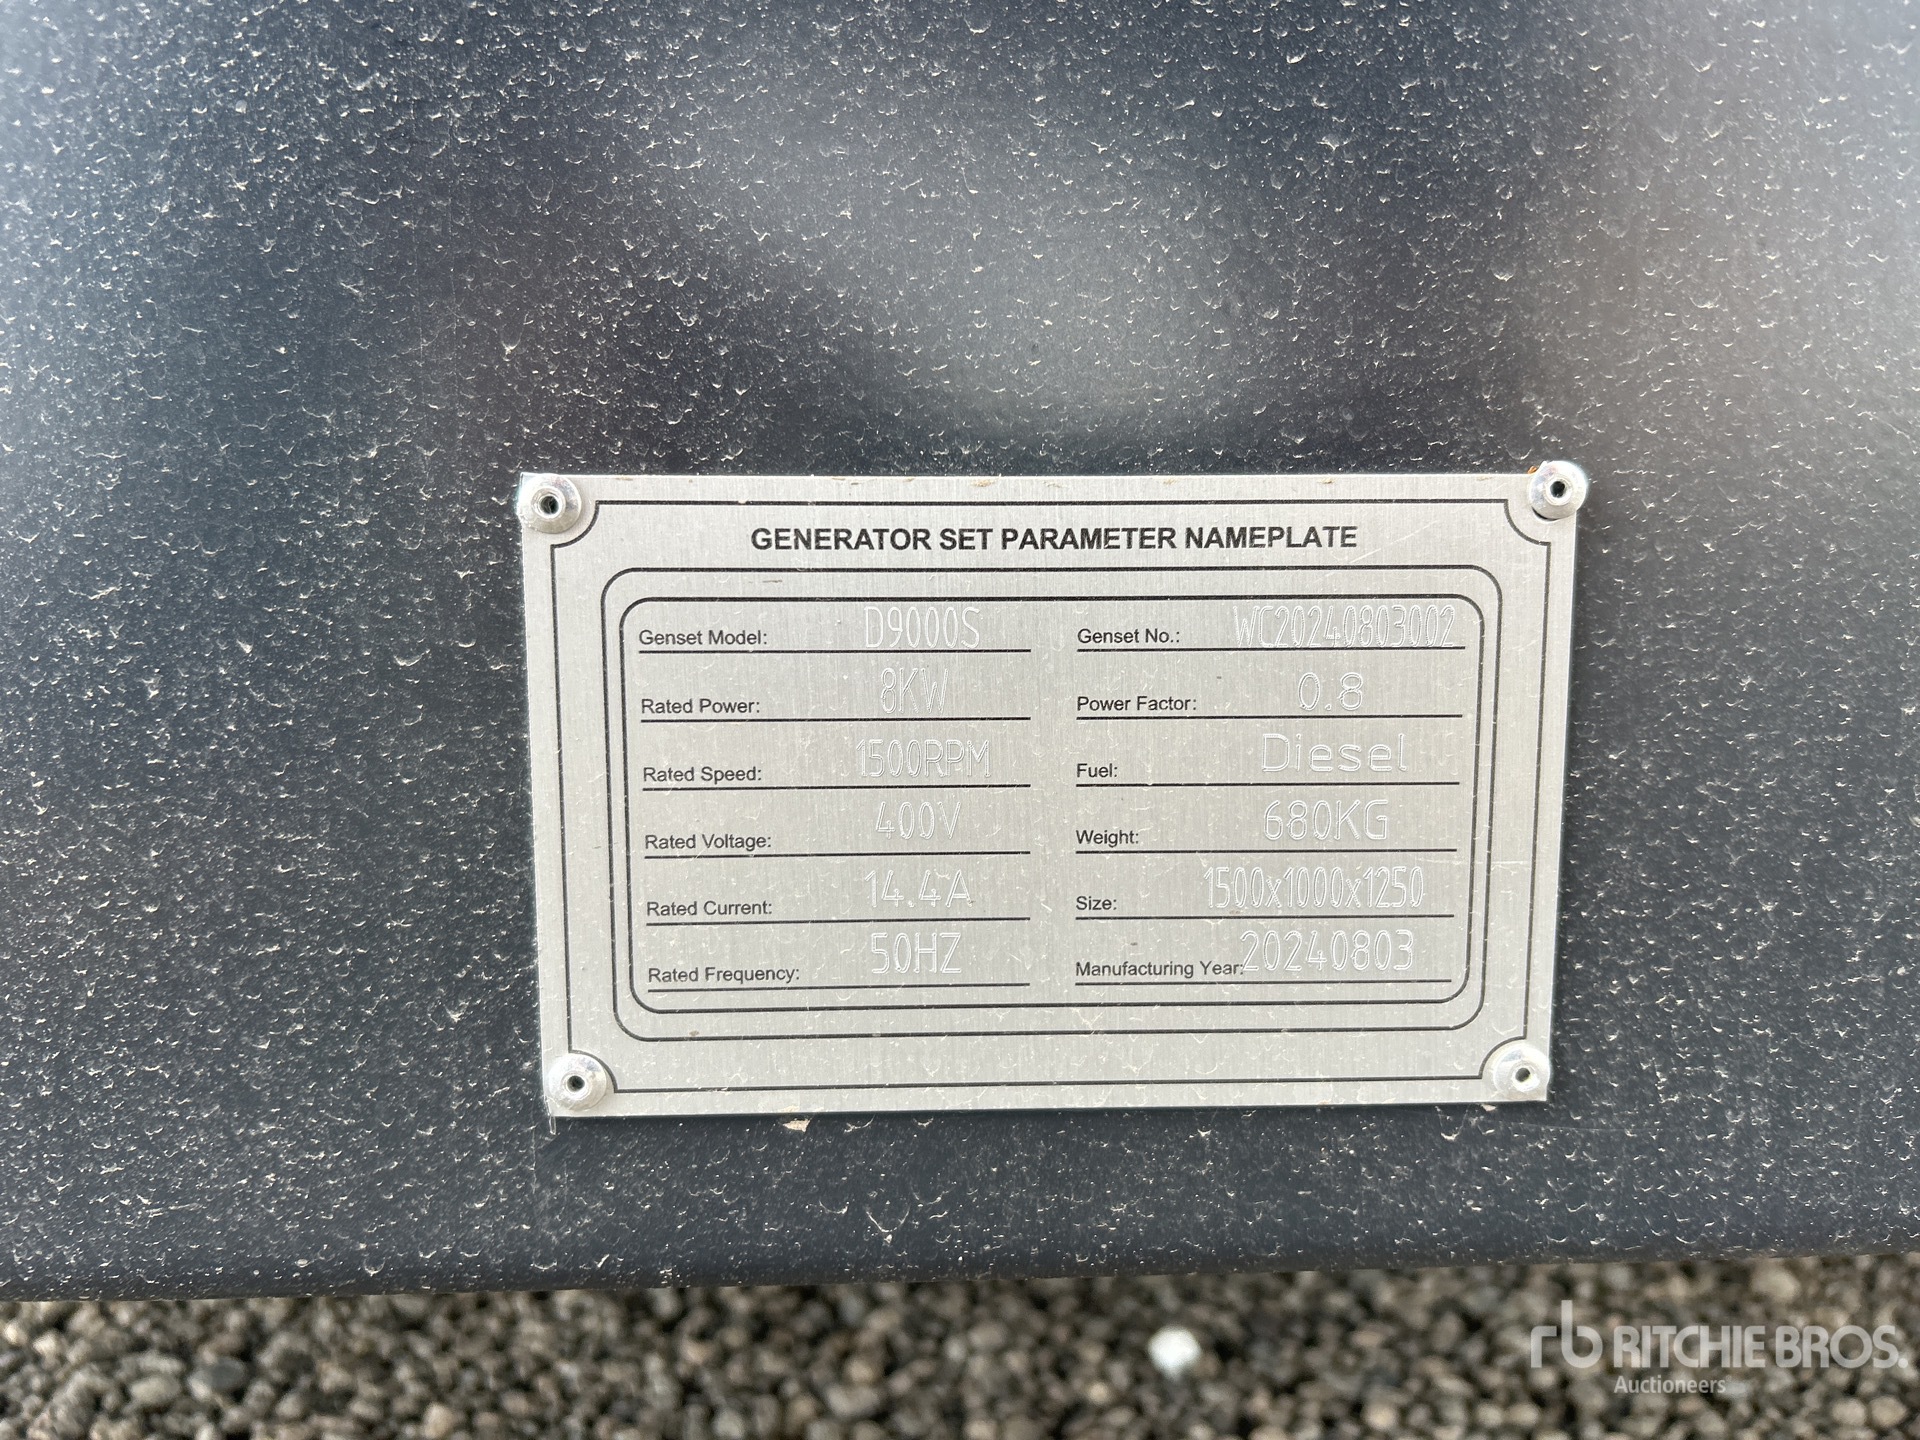 GENERATOR SET PARAMETER NAMEPLATE
Genset Model: D9000S Genset No.: WC20240803002
Rated Power: 8KW Power Factor: 0.8
Rated Speed: 1500RPM Fuel: Diesel
Rated Voltage: 400V Weight: 680KG
Rated Current: 14.4A Size: 1500x1000x1250
Rated Frequency: 50HZ Manufacturing Year: 20240803
rb RITCHIE BROS.
Auctioneers